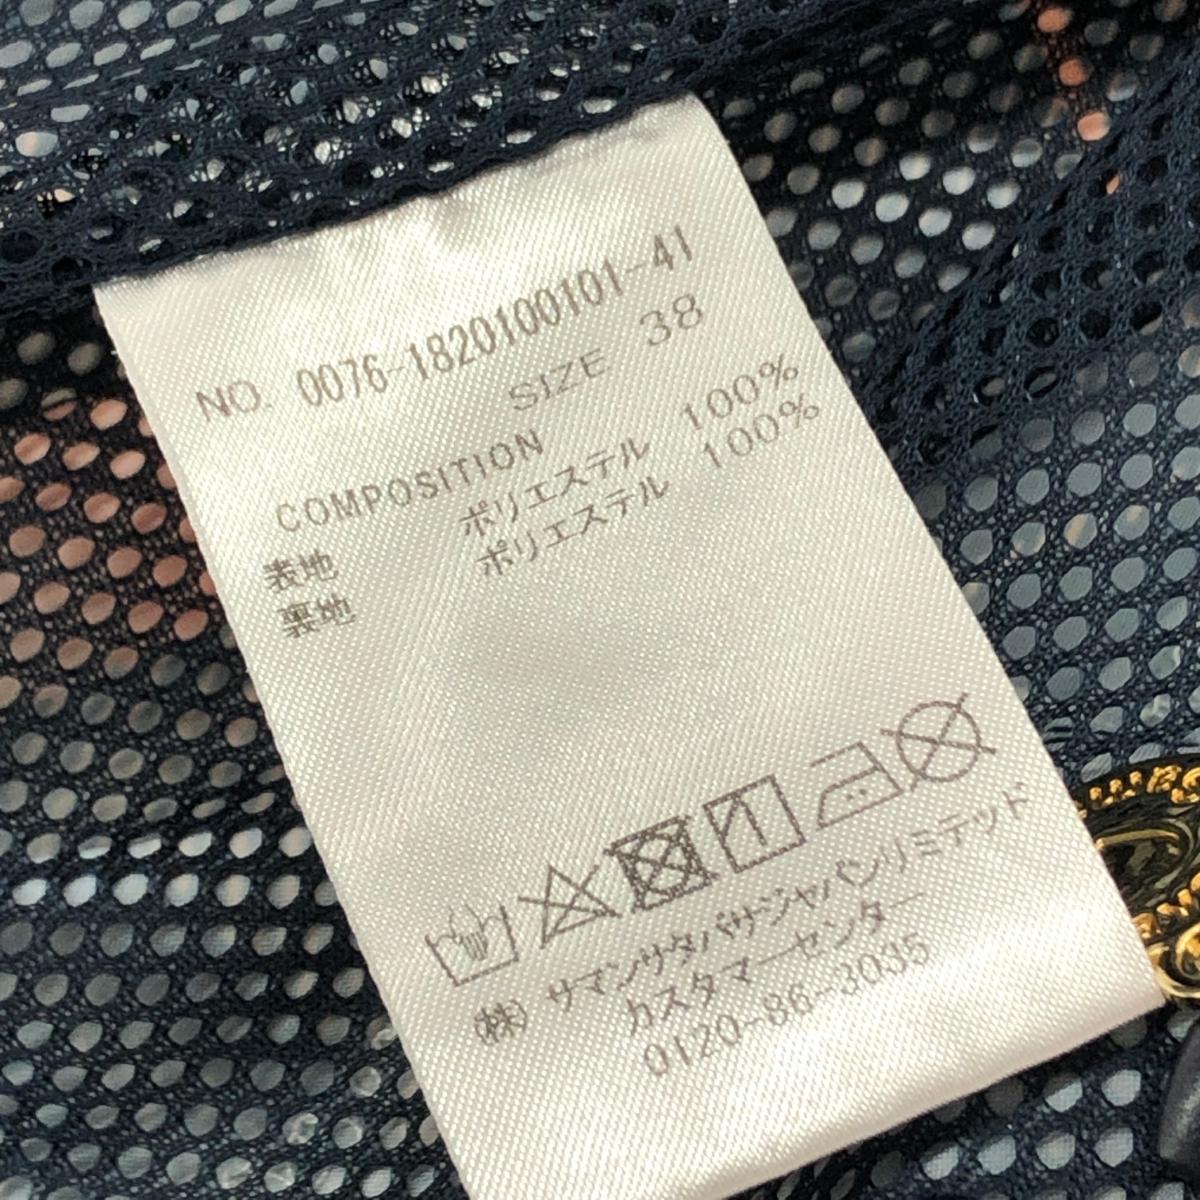 NO. 0076-1820100101-41
SIZE 38
COMPOSITION
表地 ポリエステル 100%
裏地 ポリエステル 100%
(株) サマンサタバサジャパンリミテッド
カスタマーセンター
0120-86-3035